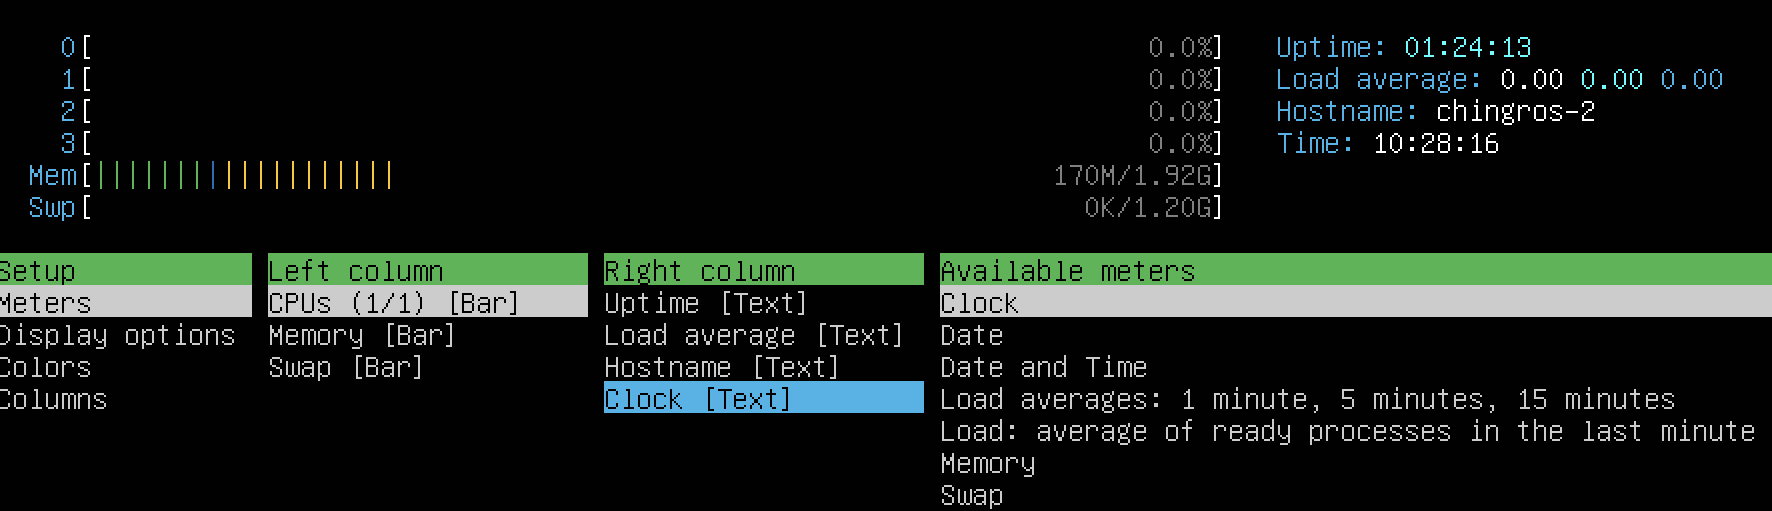 0[ 0.0%] Uptime: 01:24:13
1[ 0.0%] Load average: 0.00 0.00 0.00
2[ 0.0%] Hostname: chingros-2
3[ 0.0%] Time: 10:28:16
Mem[||||||||||||||||||| 170M/1.92G]
Swp[ 0K/1.20G]
Setup Left column Right column Available meters
Meters CPUs (1/1) [Bar] Uptime [Text] Clock
Display options Memory [Bar] Load average [Text] Date
Colors Swap [Bar] Hostname [Text] Date and Time
Columns Clock [Text] Load averages: 1 minute, 5 minutes, 15 minutes
Load: average of ready processes in the last minute
Memory
Swap